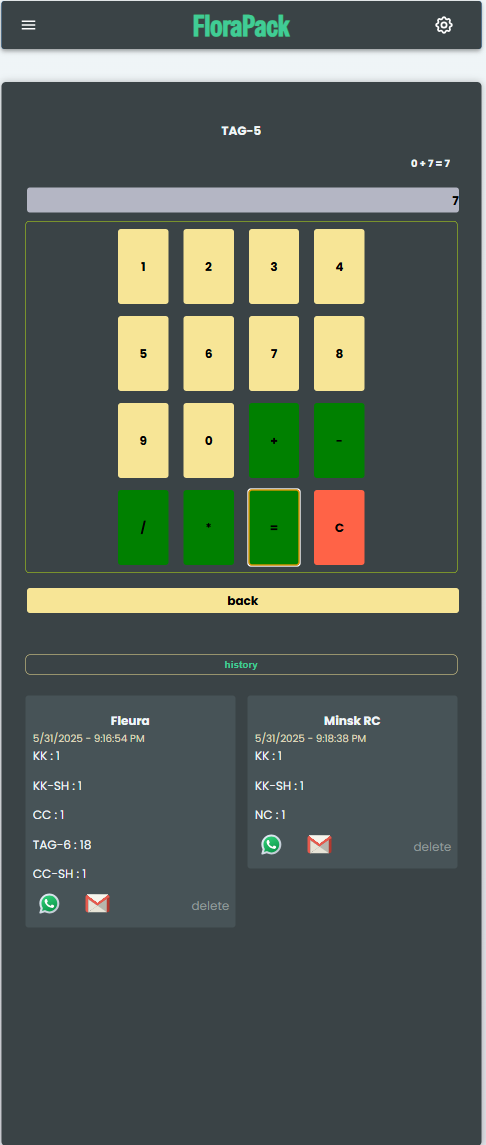 FloraPack
TAG-5
0 + 7 = 7
7
1 2 3 4
5 6 7 8
9 0 + -
/ * = C
back
history
Fleura
5/31/2025 - 9:16:54 PM
KK : 1
KK-SH : 1
CC : 1
TAG-6 : 18
CC-SH : 1
delete
Minsk RC
5/31/2025 - 9:18:38 PM
KK : 1
KK-SH : 1
NC : 1
delete